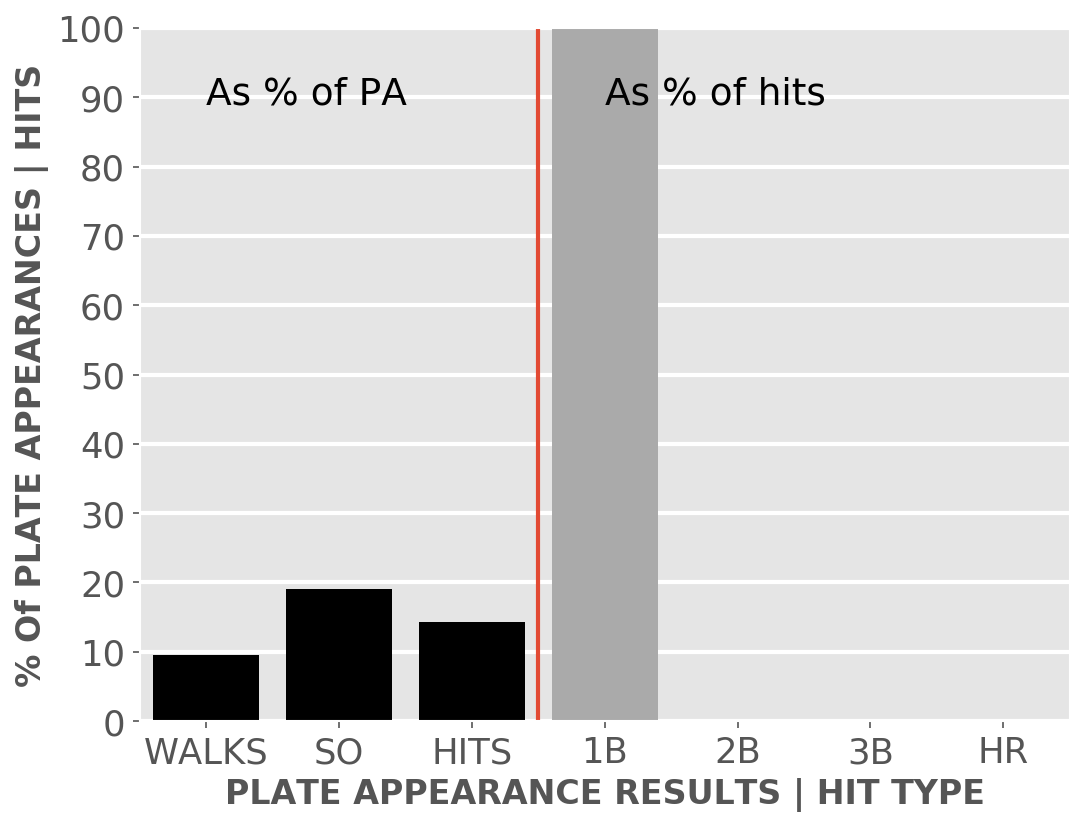 100
90
80
70
60
50
40
30
20
10
0
% Of PLATE APPEARANCES | HITS
As % of PA
As % of hits
WALKS SO HITS 1B 2B 3B HR
PLATE APPEARANCE RESULTS | HIT TYPE